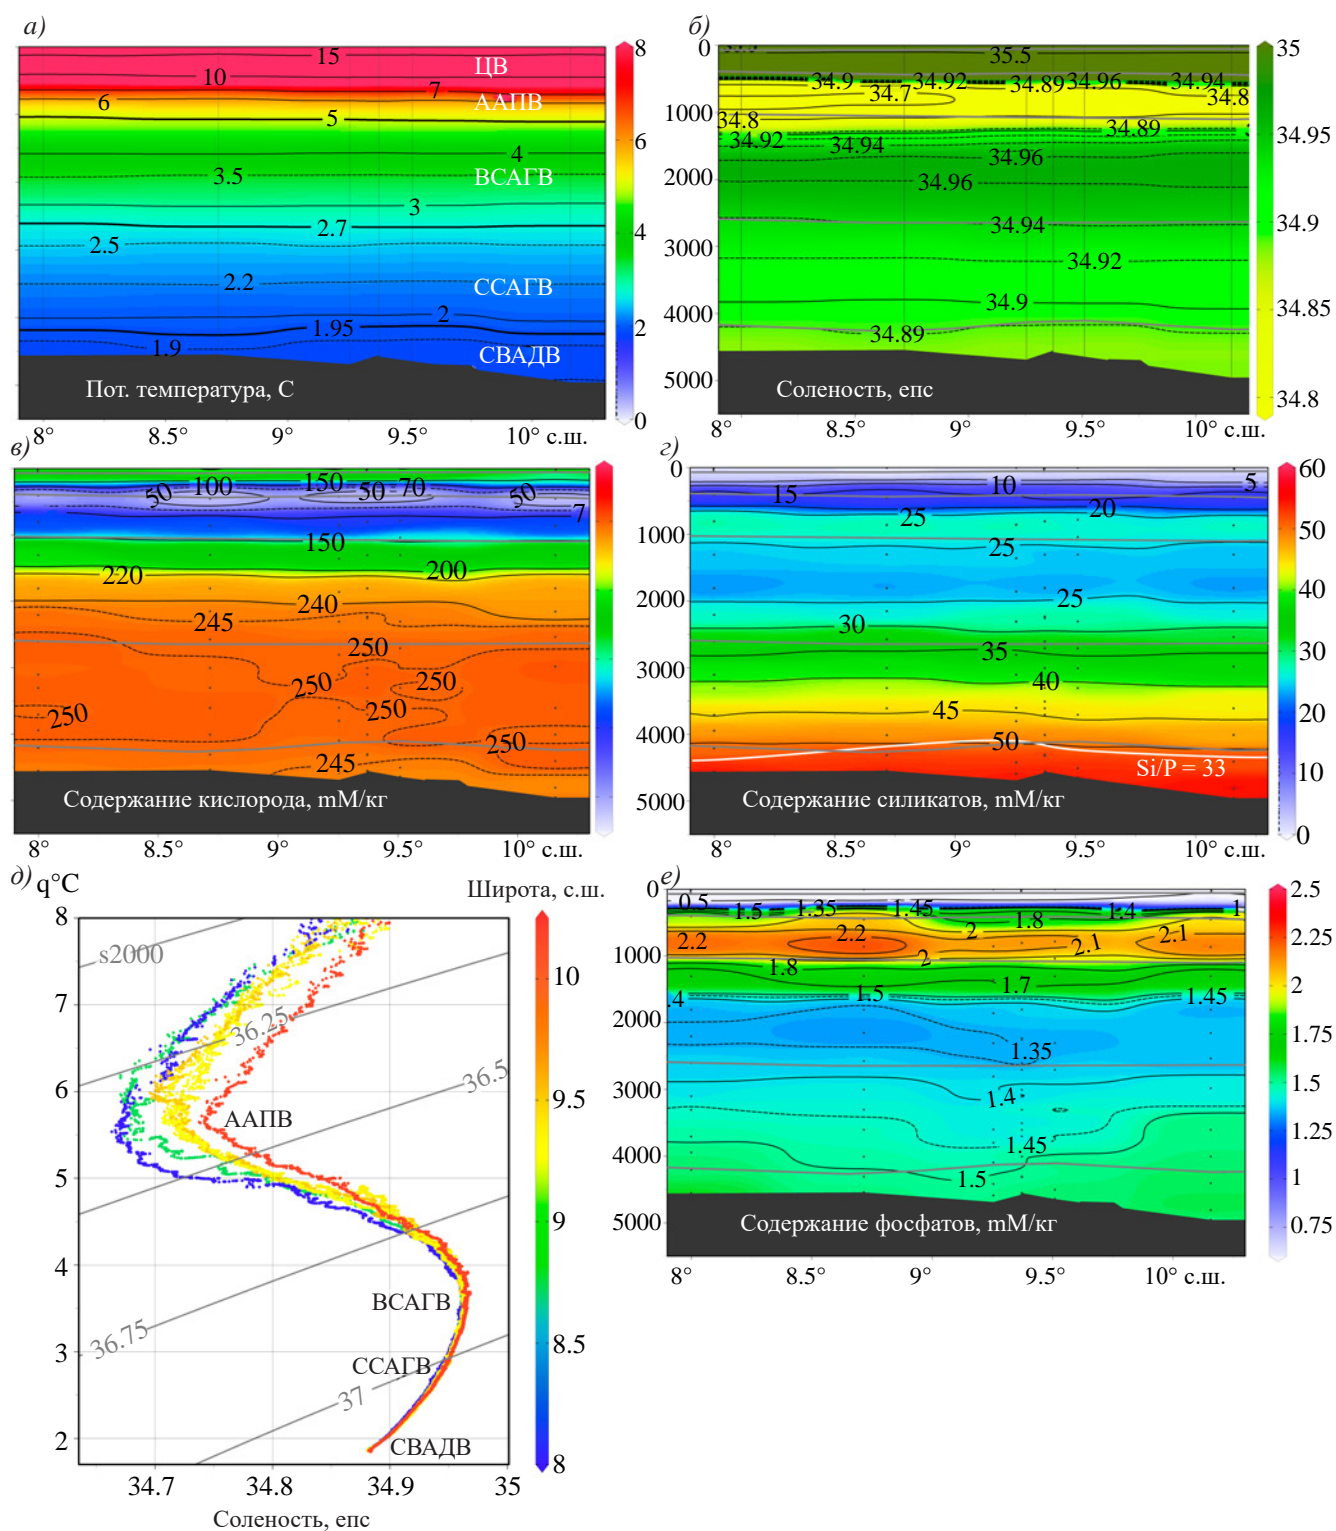 а)
15
ЦВ
10
7
6
ААПВ
5
4
3.5
ВСАГВ
3
2.7
2.5
2.2
ССАГВ
2
1.95
1.9
СВАДВ
Пот. температура, С
8
6
4
2
0
8° 8.5° 9° 9.5° 10° с.ш.
б)
0
1000
2000
3000
4000
5000
35.5
34.9 34.92 34.89 34.96 34.94
34.7 34.8
34.8
34.92 34.94 34.89
34.96
34.96
34.94
34.92
34.9
34.89
Соленость, епс
35
34.95
34.9
34.85
34.8
8° 8.5° 9° 9.5° 10° с.ш.
в)
50 100 150 50 70 50
7
150
220 200
240
245
250
250 250
250 250
250
245
Содержание кислорода, mM/кг
8° 8.5° 9° 9.5° 10° с.ш.
г)
0
1000
2000
3000
4000
5000
10 5
15 20
25
25
25
30
35
40
45
50
Si/P = 33
Содержание силикатов, mM/кг
60
50
40
30
20
10
0
8° 8.5° 9° 9.5° 10° с.ш.
д)
q°C
Широта, с.ш.
8
7
6
5
4
3
2
s2000
36.25
36.5
36.75
37
ААПВ
ВСАГВ
ССАГВ
СВАДВ
10
9.5
9
8.5
8
34.7 34.8 34.9 35
Соленость, епс
е)
0
1000
2000
3000
4000
5000
0.5 1.5 1.35 1.45 1.8 1.4 1
2.2 2.2 2 2.1 2.1
2
1.8 1.7
.4 1.5 1.45
1.35
1.4
1.45
1.5
Содержание фосфатов, mM/кг
2.5
2.25
2
1.75
1.5
1.25
1
0.75
8° 8.5° 9° 9.5° 10° с.ш.